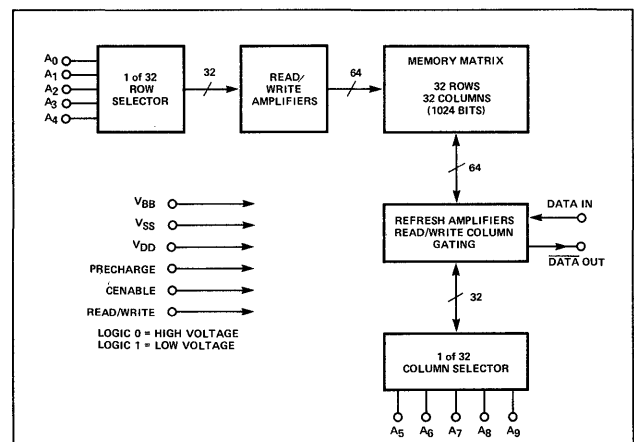 A0
A1
A2
A3
A4
1 of 32
ROW
SELECTOR
32
READ/
WRITE
AMPLIFIERS
64
MEMORY MATRIX
32 ROWS
32 COLUMNS
(1024 BITS)
64
VBB
VSS
VDD
PRECHARGE
CENABLE
READ/WRITE
LOGIC 0 = HIGH VOLTAGE
LOGIC 1 = LOW VOLTAGE
REFRESH AMPLIFIERS
READ/WRITE COLUMN
GATING
DATA IN
DATA OUT
32
1 of 32
COLUMN SELECTOR
A5 A6 A7 A8 A9